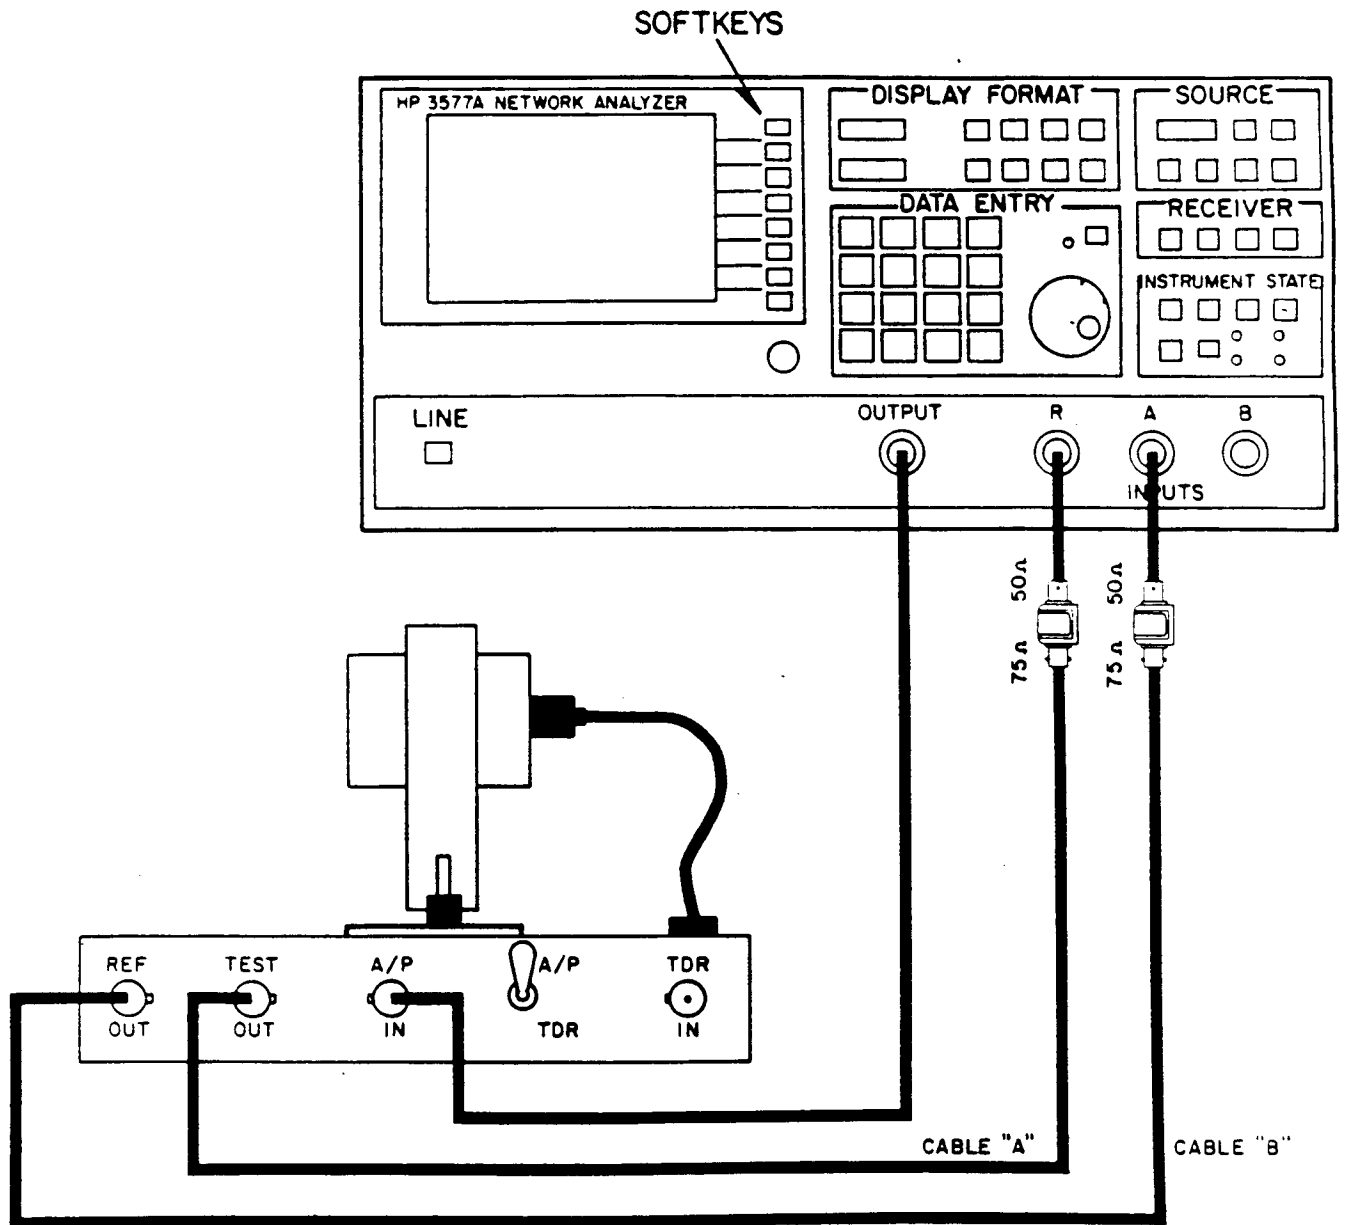 SOFTKEYS
HP 3577A NETWORK ANALYZER
DISPLAY FORMAT
SOURCE
DATA ENTRY
RECEIVER
INSTRUMENT STATE
LINE
OUTPUT
R
A
B
INPUTS
50Ω
50Ω
75Ω
75Ω
REF
TEST
A/P
A/P
TDR
OUT
OUT
IN
TDR
IN
CABLE "A"
CABLE "B"